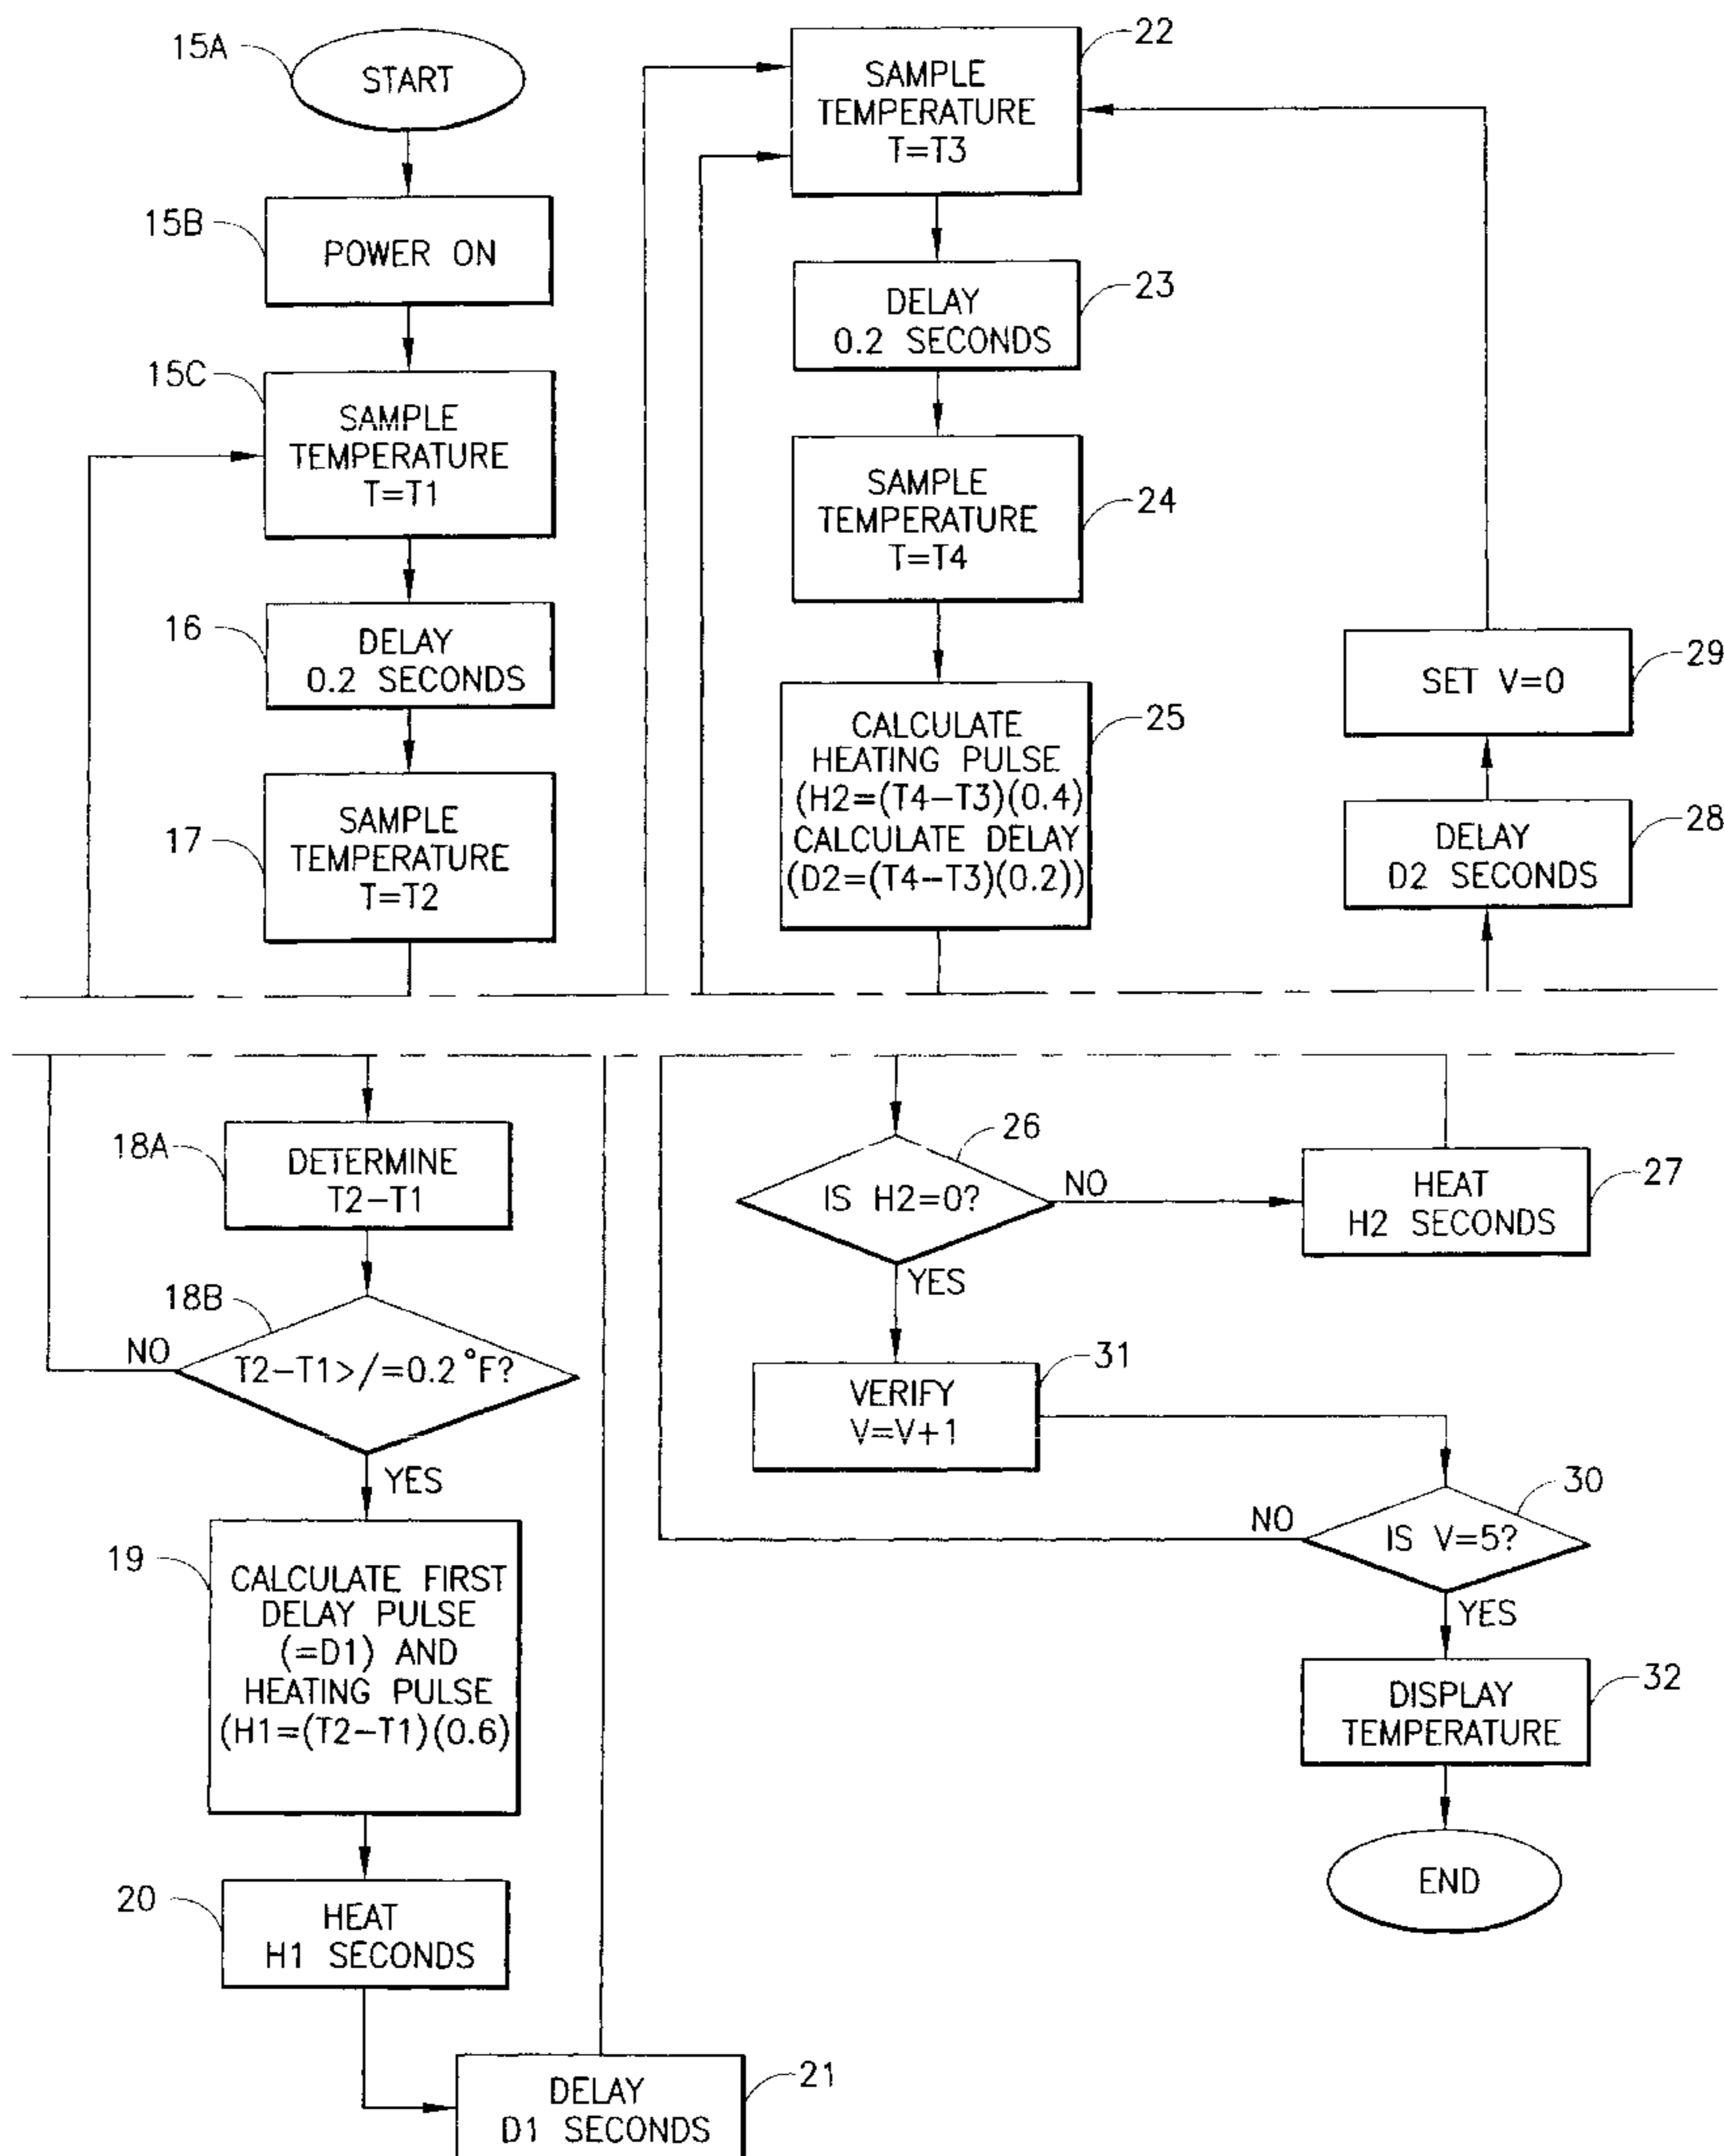 15A
START
15B
POWER ON
15C
SAMPLE
TEMPERATURE
T=T1
16
DELAY
0.2 SECONDS
17
SAMPLE
TEMPERATURE
T=T2
22
SAMPLE
TEMPERATURE
T=T3
23
DELAY
0.2 SECONDS
24
SAMPLE
TEMPERATURE
T=T4
25
CALCULATE
HEATING PULSE
(H2=(T4-T3)(0.4)
CALCULATE DELAY
(D2=(T4-T3)(0.2))
29
SET V=0
28
DELAY
D2 SECONDS
18A
DETERMINE
T2-T1
18B
NO
T2-T1>/=0.2°F?
YES
19
CALCULATE FIRST
DELAY PULSE
(=D1) AND
HEATING PULSE
(H1=(T2-T1)(0.6)
20
HEAT
H1 SECONDS
21
DELAY
D1 SECONDS
26
IS H2=0?
NO
YES
27
HEAT
H2 SECONDS
31
VERIFY
V=V+1
30
NO
IS V=5?
YES
32
DISPLAY
TEMPERATURE
END